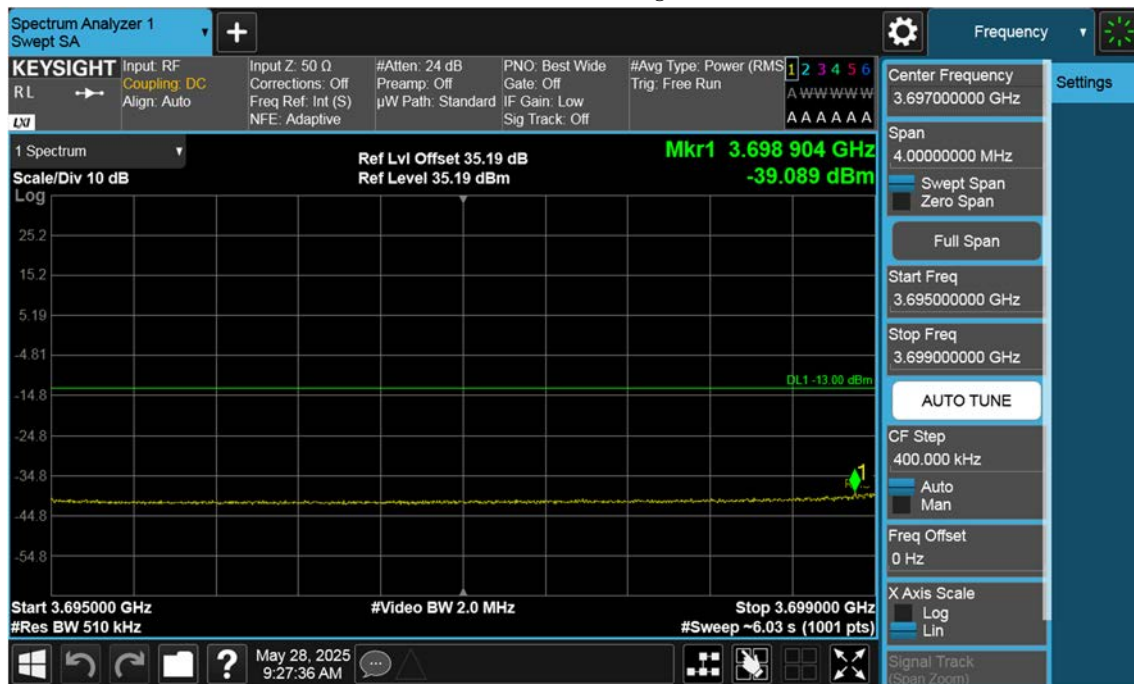 Spectrum Analyzer 1
Swept SA
+
Frequency
KEYSIGHT
RL
LXI
Input: RF
Coupling: DC
Align: Auto
Input Z: 50 Ω
Corrections: Off
Freq Ref: Int (S)
NFE: Adaptive
#Atten: 24 dB
Preamp: Off
µW Path: Standard
PNO: Best Wide
Gate: Off
IF Gain: Low
Sig Track: Off
#Avg Type: Power (RMS
Trig: Free Run
1 2 3 4 5 6
A W W W W W
A A A A A A
1 Spectrum
Scale/Div 10 dB
Log
Ref Lvl Offset 35.19 dB
Ref Level 35.19 dBm
Mkr1 3.698 904 GHz
-39.089 dBm
25.2
15.2
5.19
-4.81
-14.8
-24.8
-34.8
-44.8
-54.8
DL1 -13.00 dBm
1
Start 3.695000 GHz
#Video BW 2.0 MHz
Stop 3.699000 GHz
#Res BW 510 kHz
#Sweep ~6.03 s (1001 pts)
?
May 28, 2025
9:27:36 AM
Center Frequency
3.697000000 GHz
Span
4.00000000 MHz
Swept Span
Zero Span
Full Span
Start Freq
3.695000000 GHz
Stop Freq
3.699000000 GHz
AUTO TUNE
CF Step
400.000 kHz
Auto
Man
Freq Offset
0 Hz
X Axis Scale
Log
Lin
Signal Track
(Span Zoom)
Settings